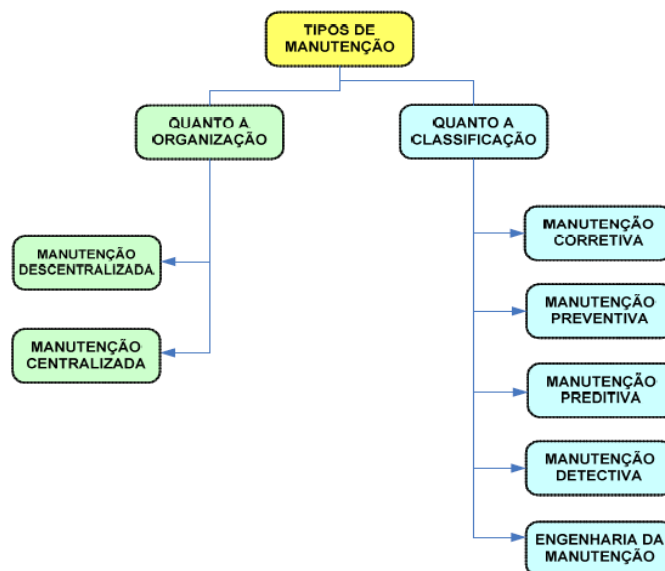 TIPOS DE
MANUTENÇÃO
QUANTO A
ORGANIZAÇÃO
QUANTO A
CLASSIFICAÇÃO
MANUTENÇÃO
DESCENTRALIZADA
MANUTENÇÃO
CENTRALIZADA
MANUTENÇÃO
CORRETIVA
MANUTENÇÃO
PREVENTIVA
MANUTENÇÃO
PREDITIVA
MANUTENÇÃO
DETECTIVA
ENGENHARIA DA
MANUTENÇÃO